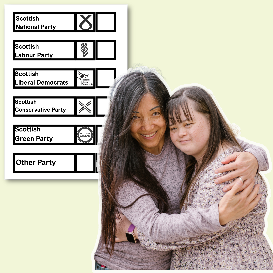 Scottish
National Party
Scottish
Labour Party
Scottish
Liberal Democrats
Scottish
Conservative Party
Scottish
Green Party
Other Party